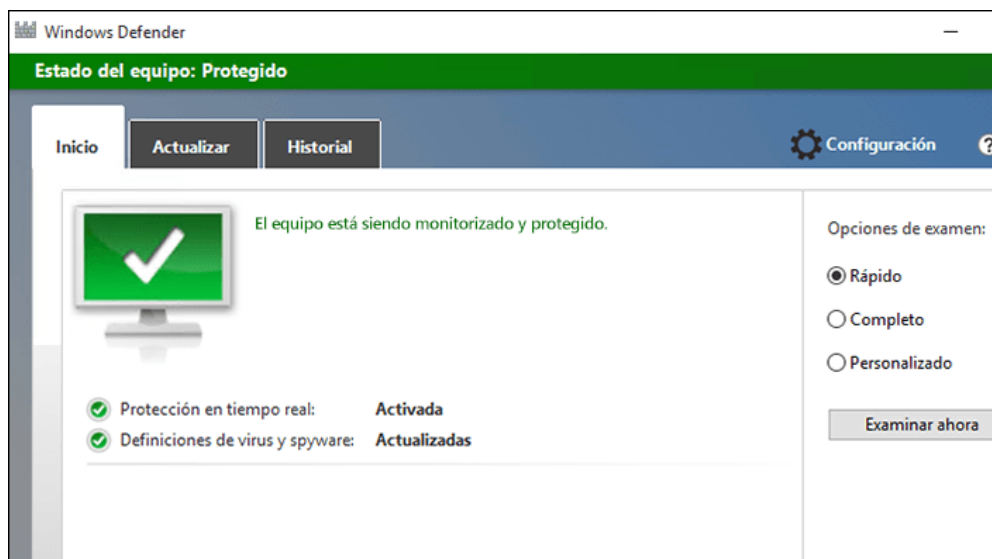 Windows Defender
Estado del equipo: Protegido
Inicio
Actualizar
Historial
Configuración
?
El equipo está siendo monitorizado y protegido.
Opciones de examen:
Rápido
Completo
Personalizado
Protección en tiempo real: Activada
Definiciones de virus y spyware: Actualizadas
Examinar ahora